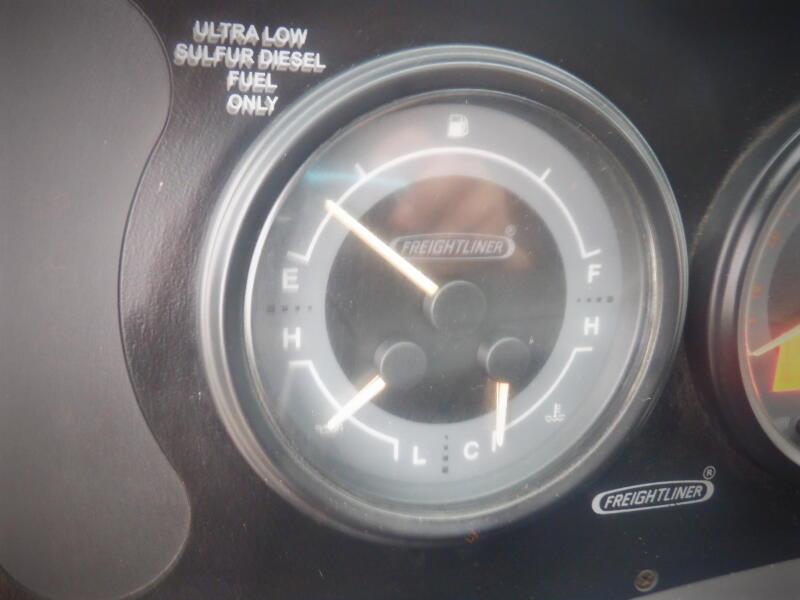 ULTRA LOW
SULFUR DIESEL
FUEL
ONLY
FREIGHTLINER®
E
F
H
H
L
C
FREIGHTLINER®